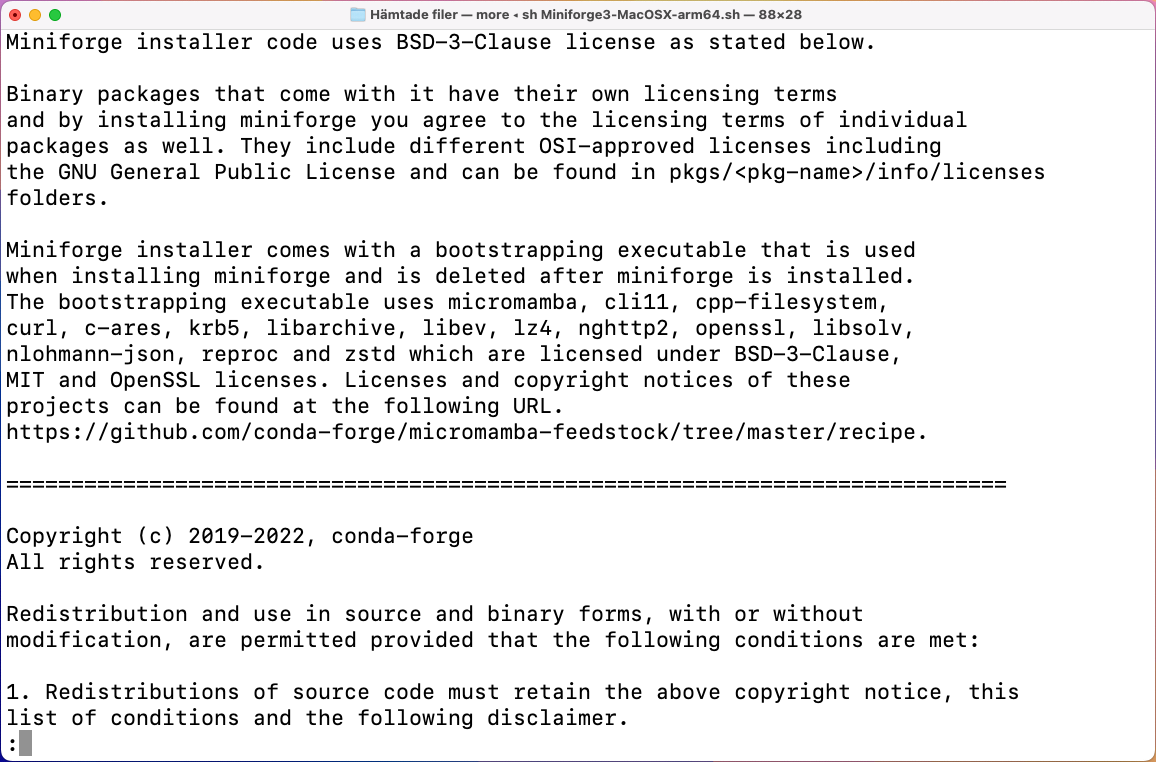 Hämtade filer — more ◂ sh Miniforge3-MacOSX-arm64.sh — 88×28
Miniforge installer code uses BSD-3-Clause license as stated below.

Binary packages that come with it have their own licensing terms
and by installing miniforge you agree to the licensing terms of individual
packages as well. They include different OSI-approved licenses including
the GNU General Public License and can be found in pkgs/<pkg-name>/info/licenses
folders.

Miniforge installer comes with a bootstrapping executable that is used
when installing miniforge and is deleted after miniforge is installed.
The bootstrapping executable uses micromamba, cli11, cpp-filesystem,
curl, c-ares, krb5, libarchive, libev, lz4, nghttp2, openssl, libsolv,
nlohmann-json, reproc and zstd which are licensed under BSD-3-Clause,
MIT and OpenSSL licenses. Licenses and copyright notices of these
projects can be found at the following URL.
https://github.com/conda-forge/micromamba-feedstock/tree/master/recipe.

=============================================================================

Copyright (c) 2019-2022, conda-forge
All rights reserved.

Redistribution and use in source and binary forms, with or without
modification, are permitted provided that the following conditions are met:

1. Redistributions of source code must retain the above copyright notice, this
list of conditions and the following disclaimer.
: